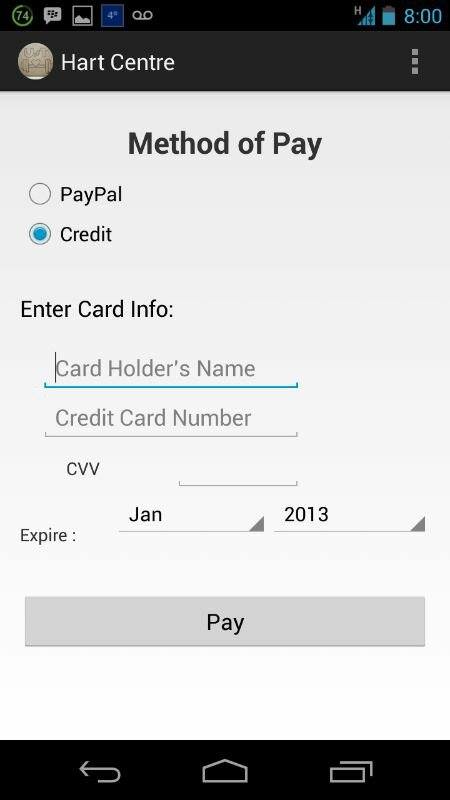 74 4° H 8:00
Hart Centre
Method of Pay
PayPal
Credit
Enter Card Info:
Card Holder's Name
Credit Card Number
CVV
Jan 2013
Expire :
Pay